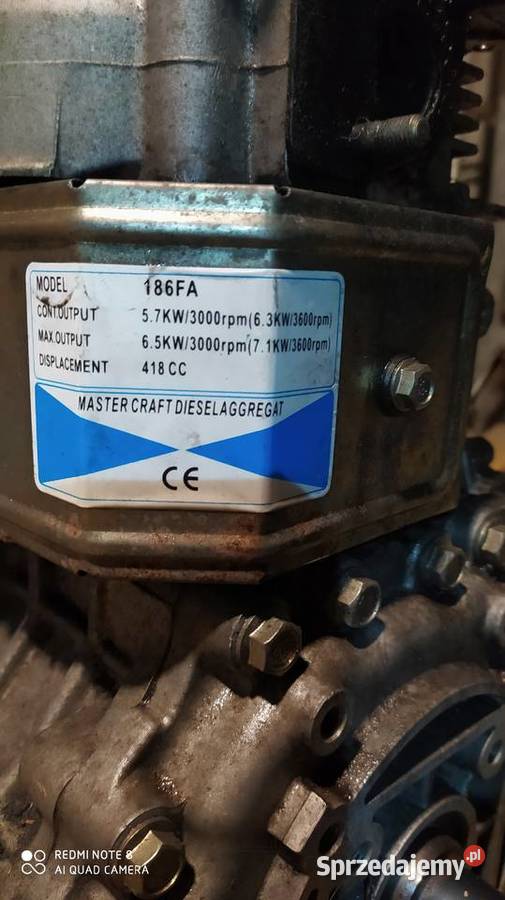 MODEL 186FA
CONT.OUTPUT 5.7KW/3000rpm(6.3KW/3600rpm)
MAX.OUTPUT 6.5KW/3000rpm(7.1KW/3600rpm)
DISPLACEMENT 418 CC
MASTER CRAFT DIESELAGGREGAT
CE
REDMI NOTE 8
AI QUAD CAMERA
Sprzedajemy.pl